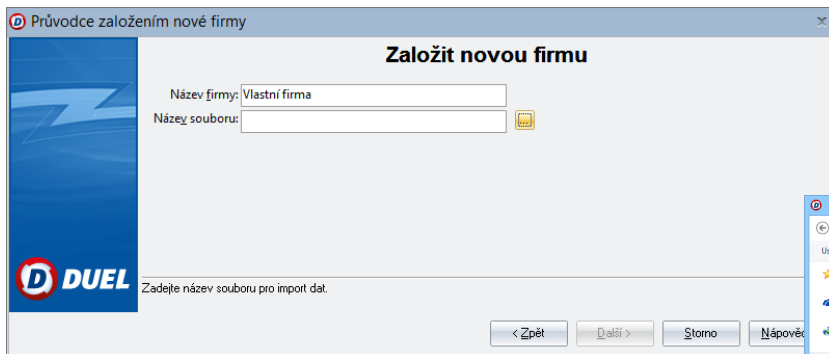 Průvodce založením nové firmy
Založit novou firmu
Název firmy: Vlastní firma
Název souboru:
...
DUEL
Zadejte název souboru pro import dat.
< Zpět
Další >
Storno